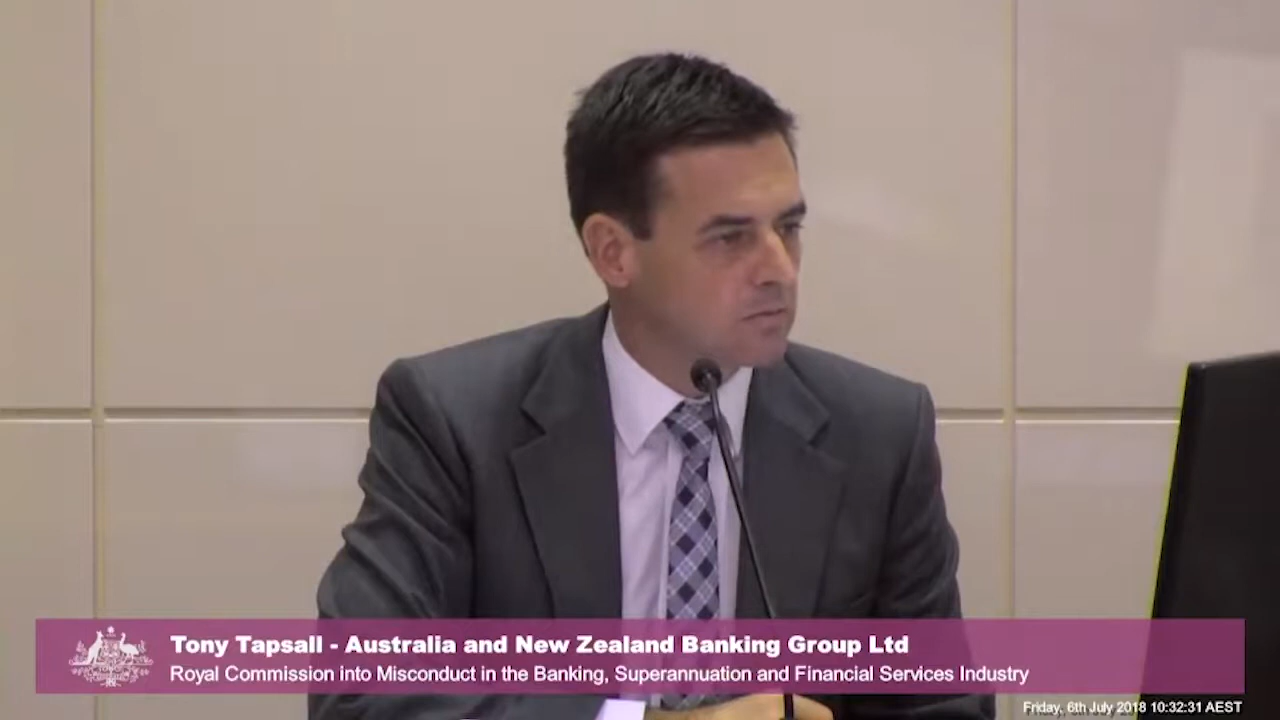 Tony Tapsall - Australia and New Zealand Banking Group Ltd
Royal Commission into Misconduct in the Banking, Superannuation and Financial Services Industry
Friday, 6th July 2018 10:32:31 AEST